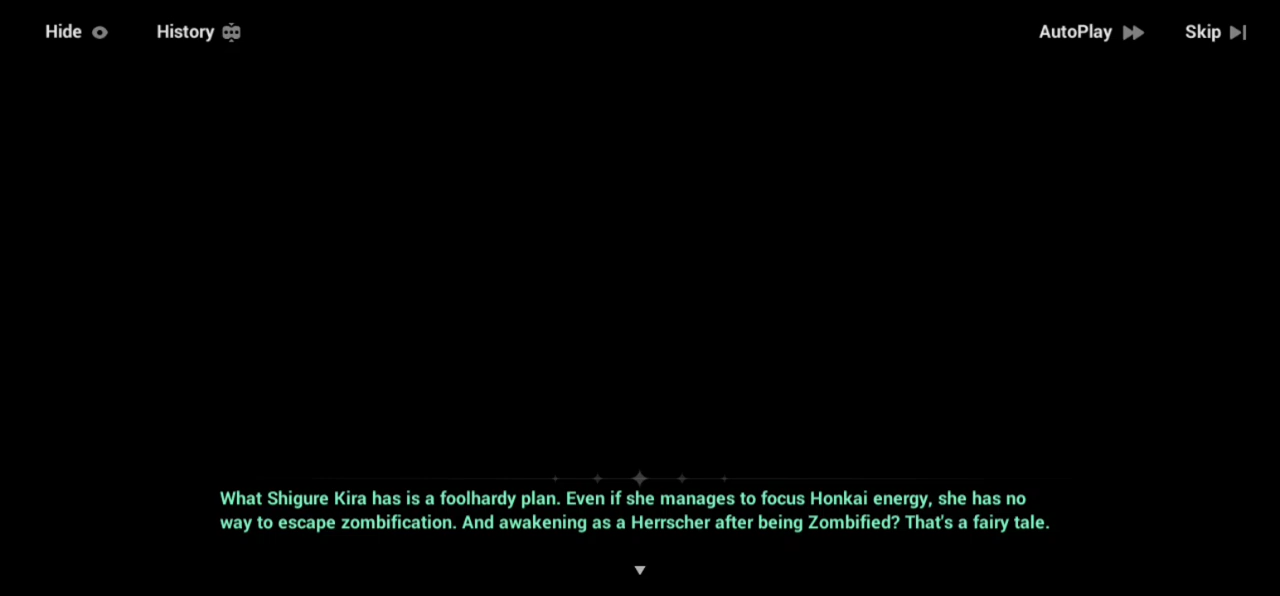 Hide
History
AutoPlay
Skip
What Shigure Kira has is a foolhardy plan. Even if she manages to focus Honkai energy, she has no
way to escape zombification. And awakening as a Herrscher after being Zombified? That's a fairy tale.